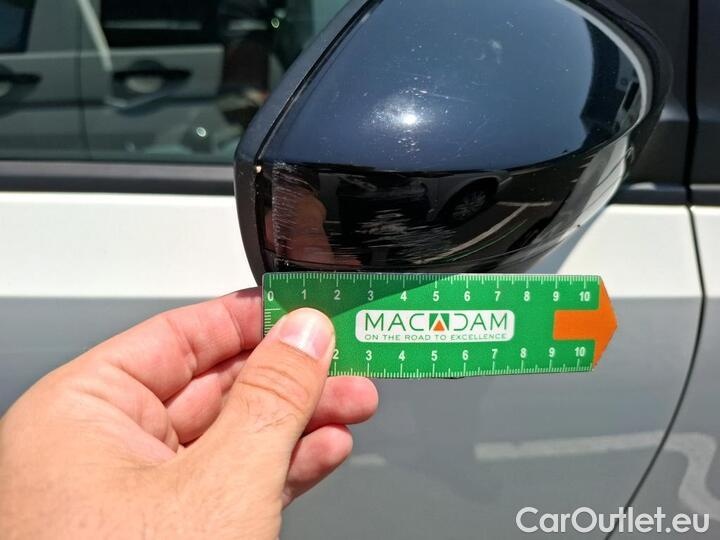 0 1 2 3 4 5 6 7 8 9 10
MACADAM
ON THE ROAD TO EXCELLENCE
2 3 4 5 6 7 8 9 10
CarOutlet.eu